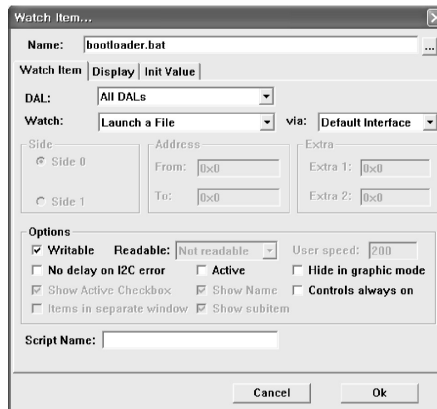 Watch Item...
Name: bootloader.bat ...
Watch Item Display Init Value
DAL: All DALs
Watch: Launch a File via: Default Interface
Side Address Extra
Side 0 From: 0x0 Extra 1: 0x0
Side 1 To: 0x0 Extra 2: 0x0
Options
Writable Readable: Not readable User speed: 200
No delay on I2C error Active Hide in graphic mode
Show Active Checkbox Show Name Controls always on
Items in separate window Show subitem
Script Name:
Cancel Ok